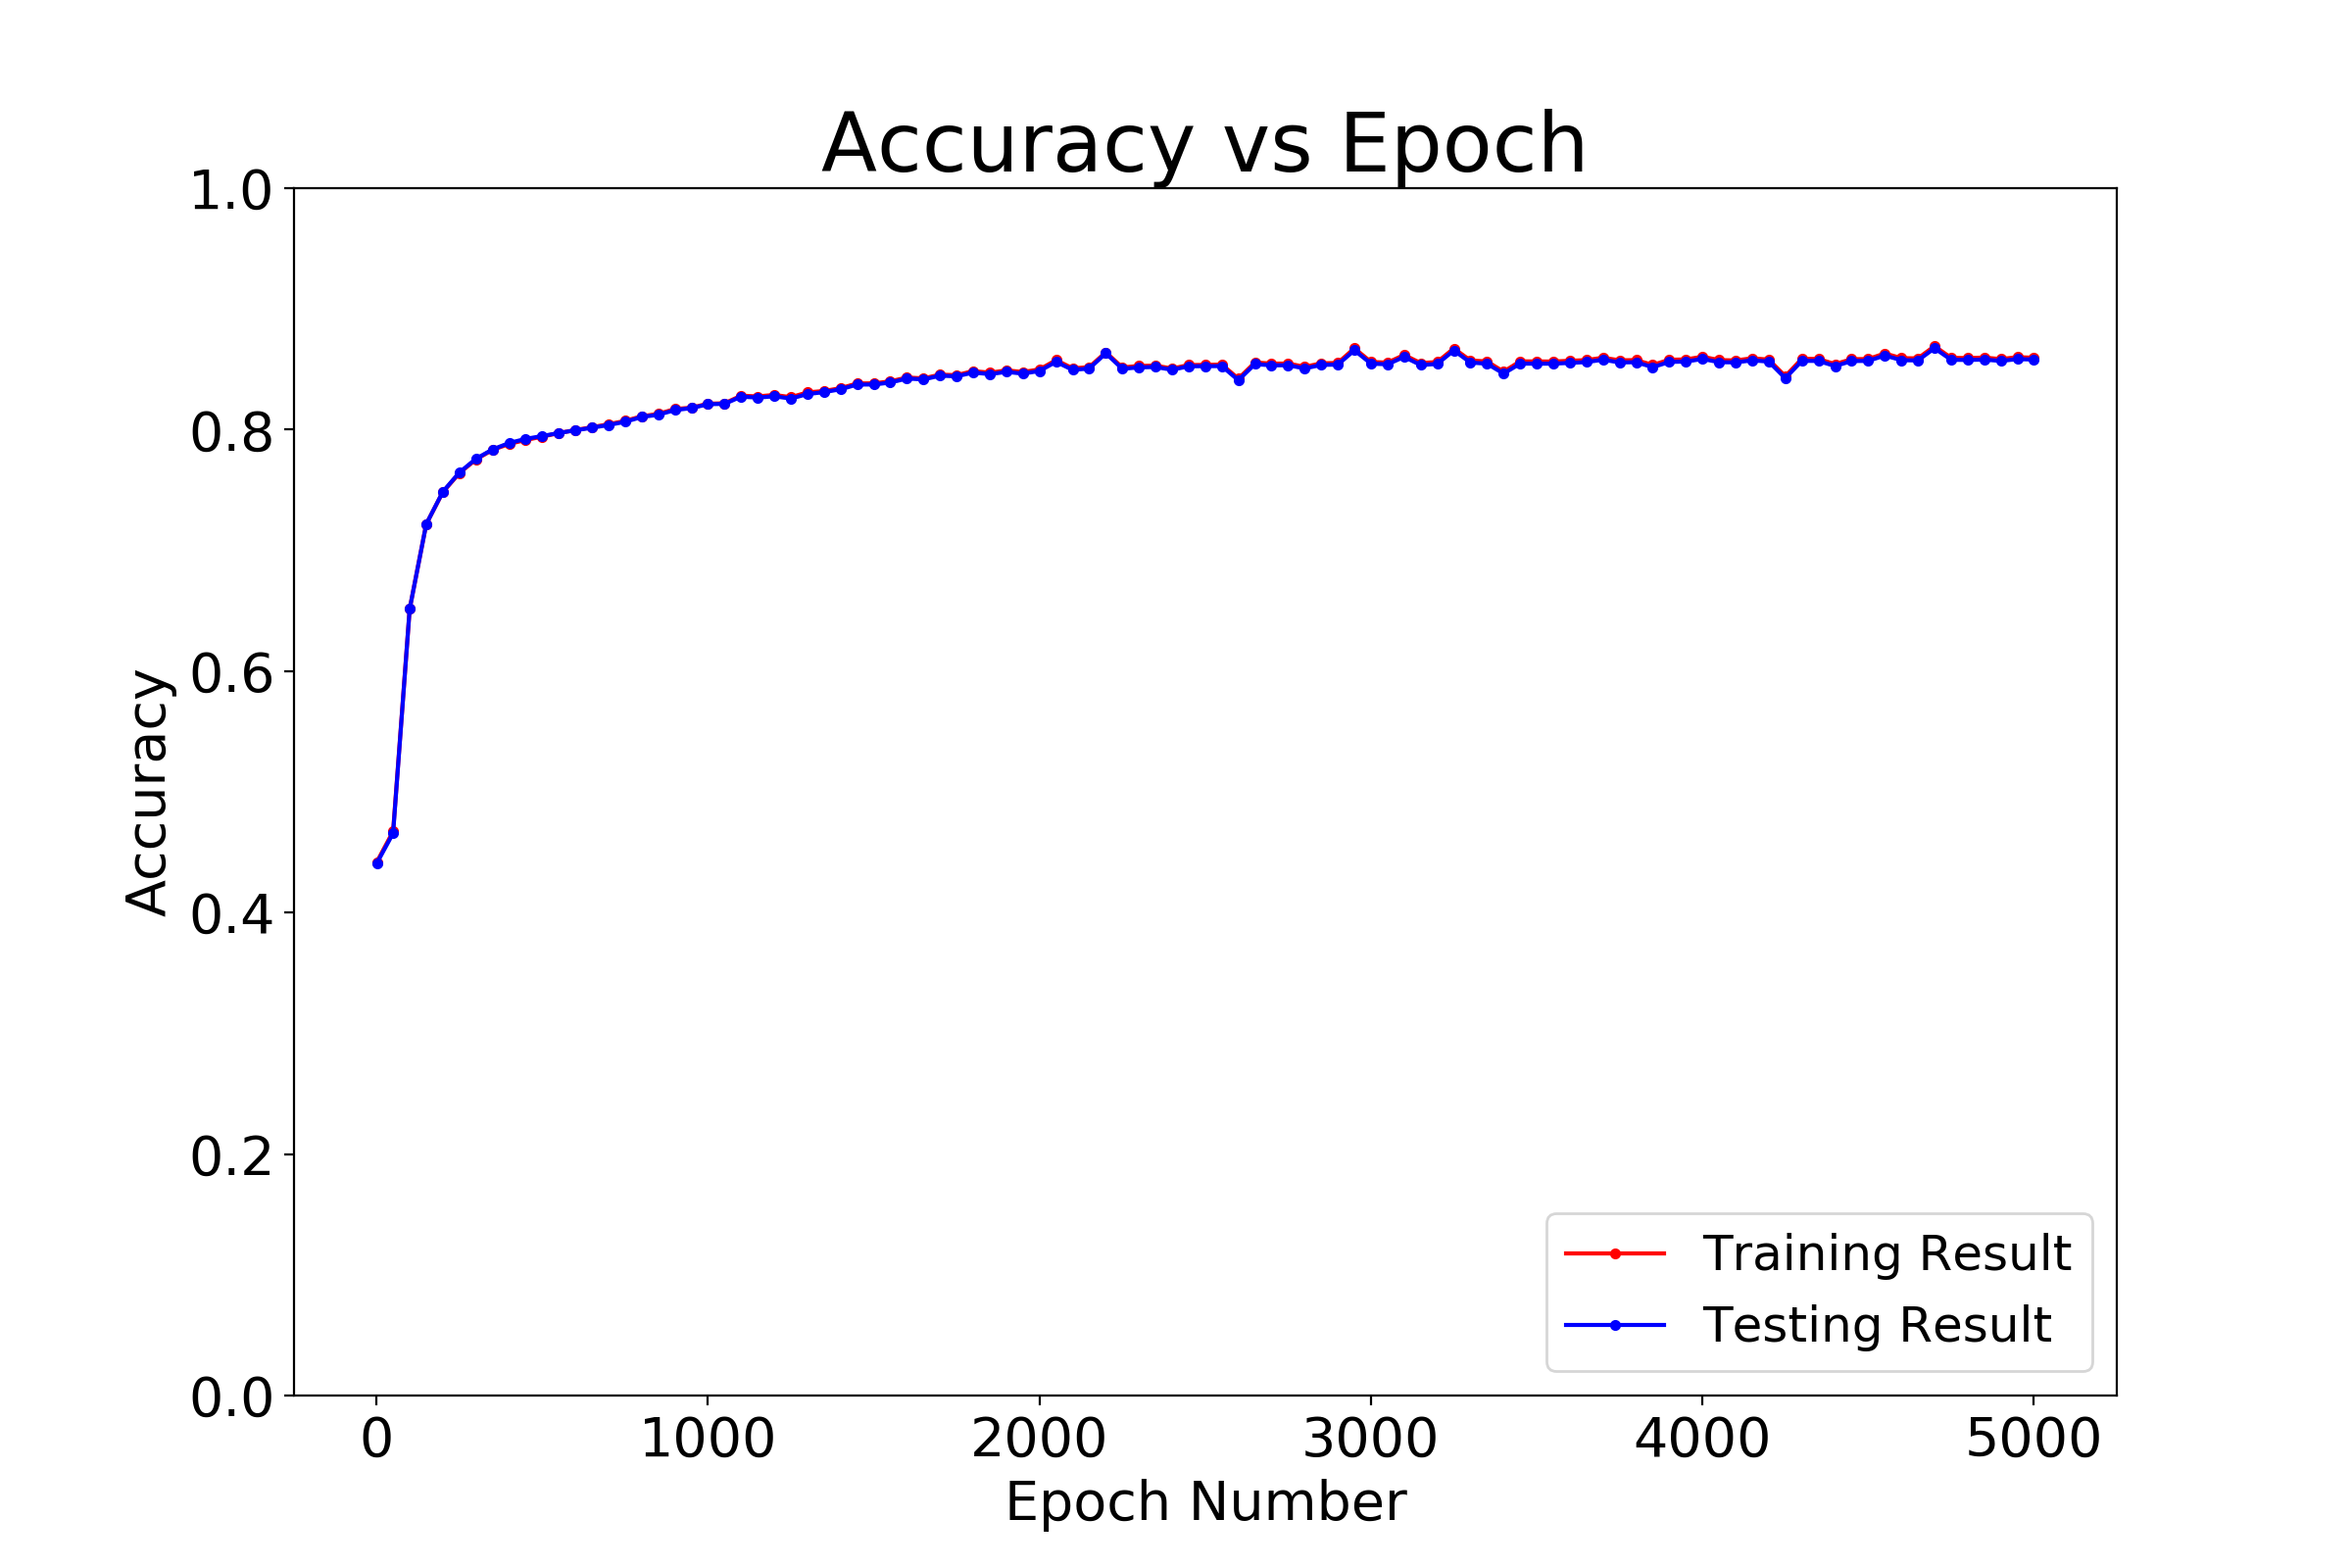 Accuracy vs Epoch
1.0
0.8
0.6
0.4
0.2
0.0
Accuracy
0 1000 2000 3000 4000 5000
Epoch Number
Training Result
Testing Result